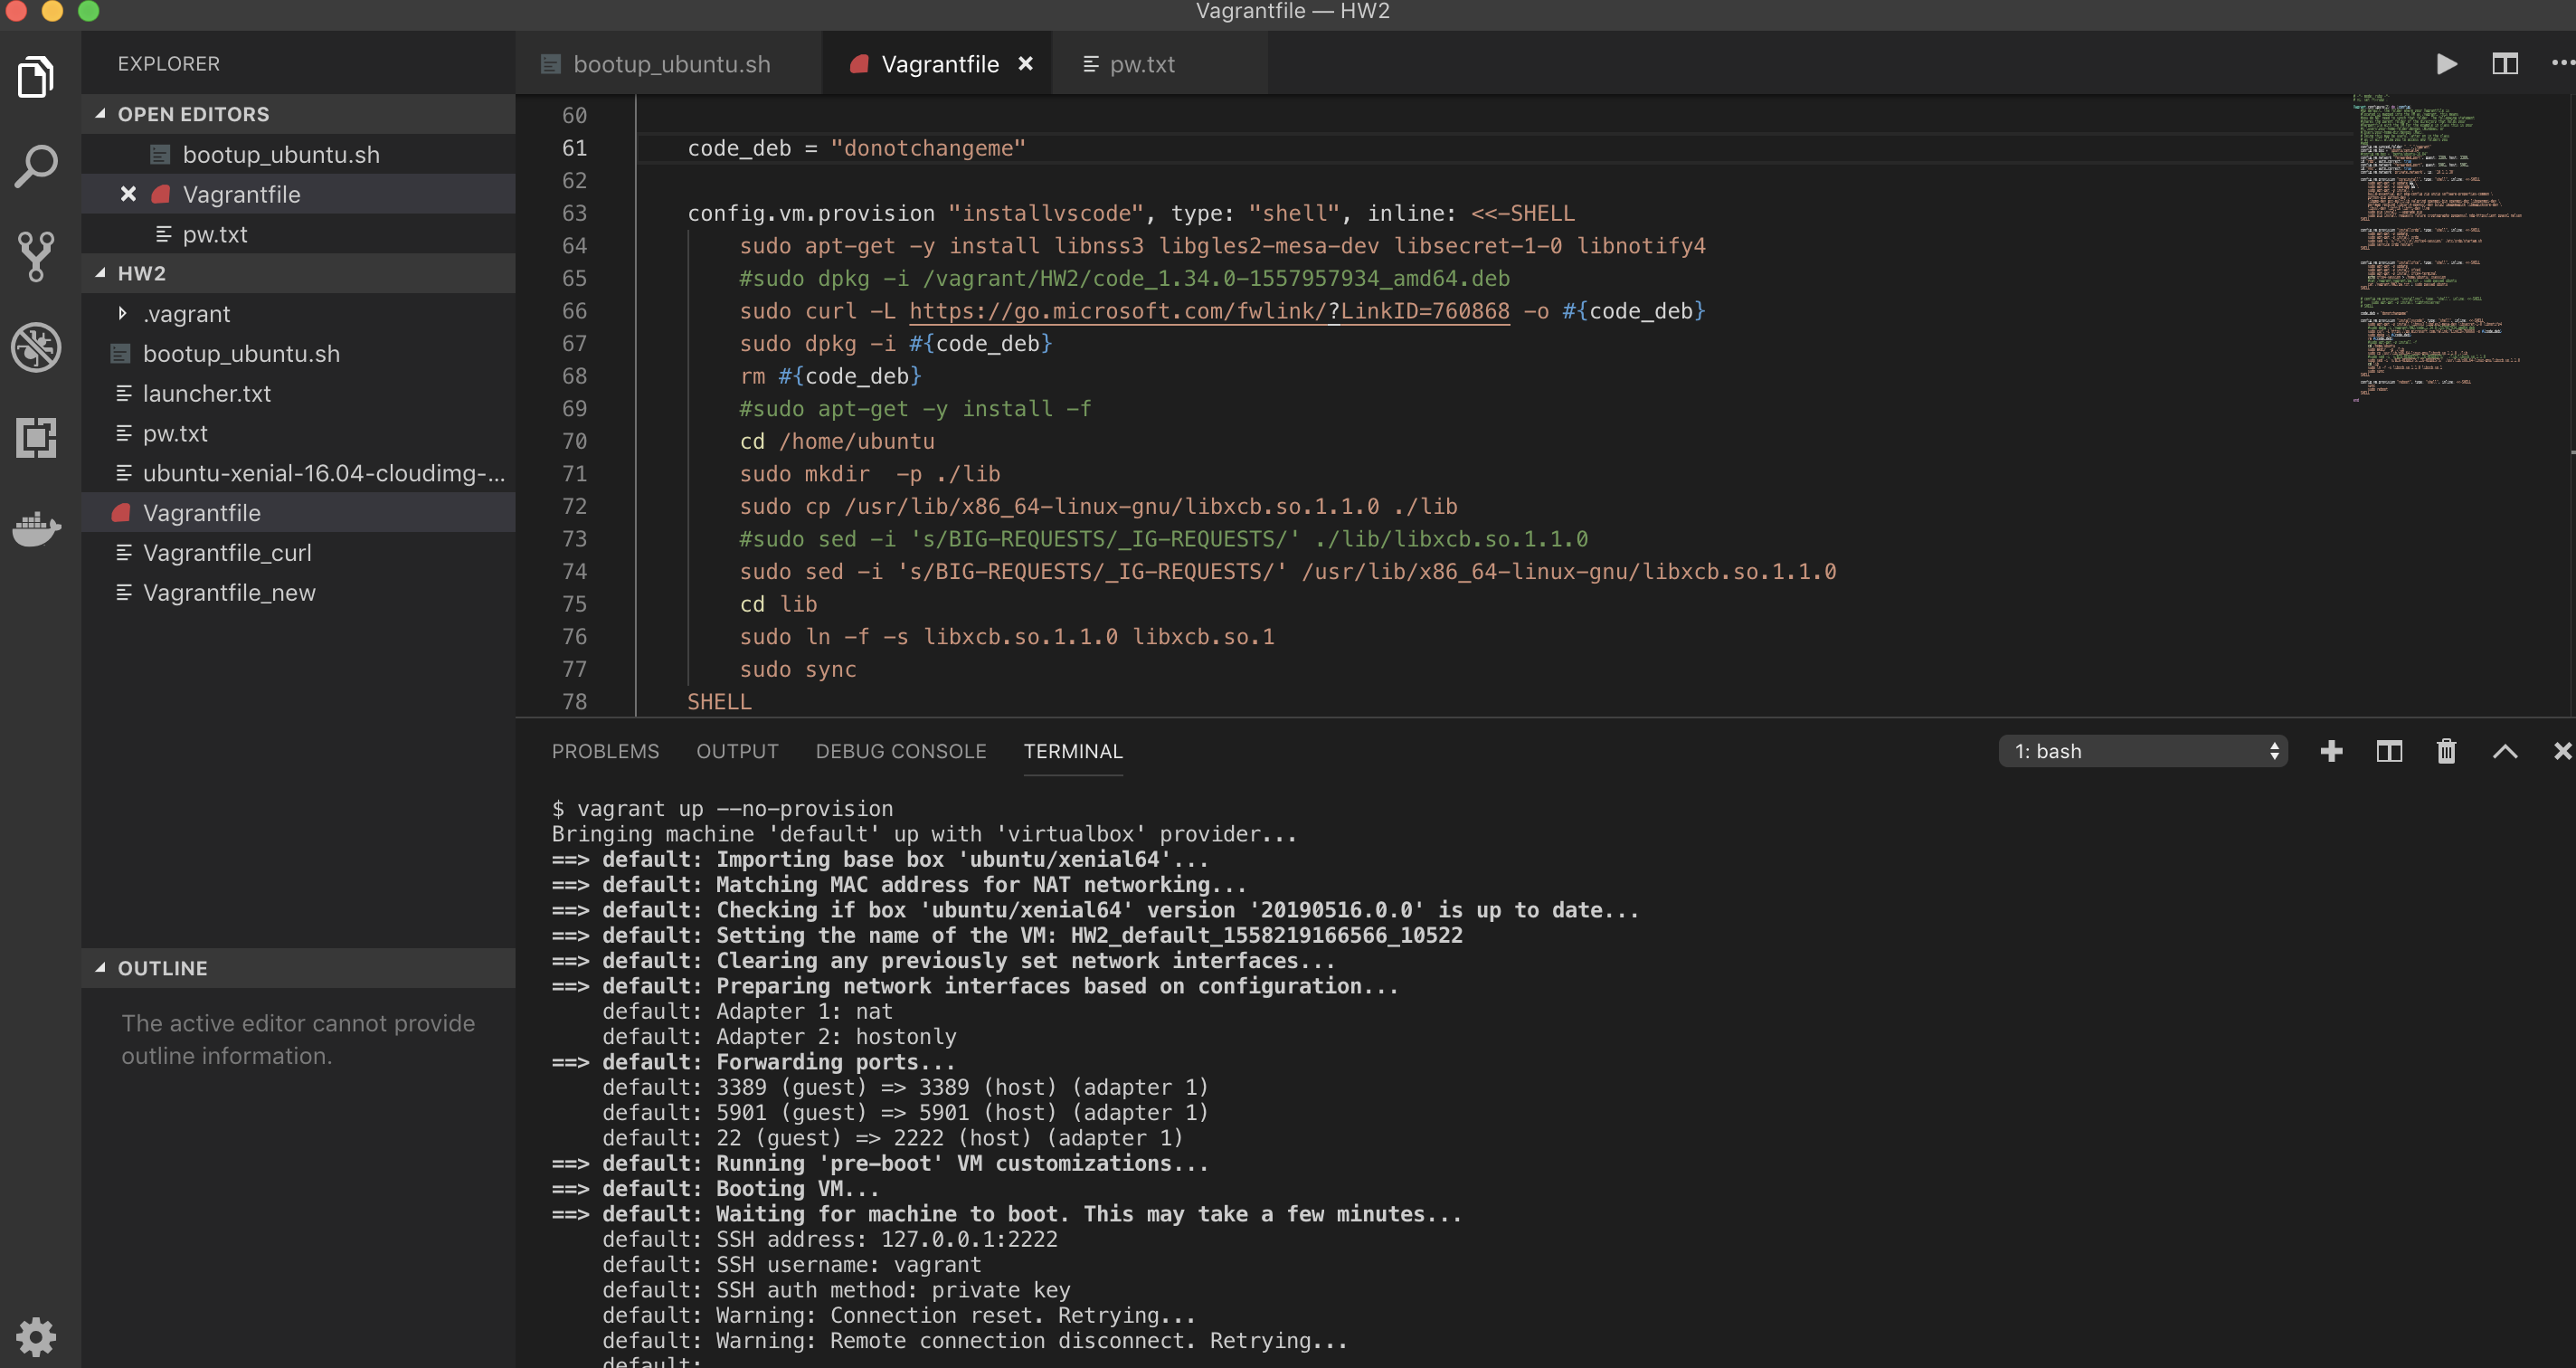 Vagrantfile — HW2
EXPLORER
OPEN EDITORS
bootup_ubuntu.sh
Vagrantfile
pw.txt
HW2
.vagrant
bootup_ubuntu.sh
launcher.txt
pw.txt
ubuntu-xenial-16.04-cloudimg-...
Vagrantfile
Vagrantfile_curl
Vagrantfile_new
OUTLINE
The active editor cannot provide
outline information.
bootup_ubuntu.sh
Vagrantfile
pw.txt
60
61 code_deb = "donotchangeme"
62
63 config.vm.provision "installvscode", type: "shell", inline: <<-SHELL
64 sudo apt-get -y install libnss3 libgles2-mesa-dev libsecret-1-0 libnotify4
65 #sudo dpkg -i /vagrant/HW2/code_1.34.0-1557957934_amd64.deb
66 sudo curl -L https://go.microsoft.com/fwlink/?LinkID=760868 -o #{code_deb}
67 sudo dpkg -i #{code_deb}
68 rm #{code_deb}
69 #sudo apt-get -y install -f
70 cd /home/ubuntu
71 sudo mkdir  -p ./lib
72 sudo cp /usr/lib/x86_64-linux-gnu/libxcb.so.1.1.0 ./lib
73 #sudo sed -i 's/BIG-REQUESTS/_IG-REQUESTS/' ./lib/libxcb.so.1.1.0
74 sudo sed -i 's/BIG-REQUESTS/_IG-REQUESTS/' /usr/lib/x86_64-linux-gnu/libxcb.so.1.1.0
75 cd lib
76 sudo ln -f -s libxcb.so.1.1.0 libxcb.so.1
77 sudo sync
78 SHELL
PROBLEMS OUTPUT DEBUG CONSOLE TERMINAL 1: bash
$ vagrant up --no-provision
Bringing machine 'default' up with 'virtualbox' provider...
==> default: Importing base box 'ubuntu/xenial64'...
==> default: Matching MAC address for NAT networking...
==> default: Checking if box 'ubuntu/xenial64' version '20190516.0.0' is up to date...
==> default: Setting the name of the VM: HW2_default_1558219166566_10522
==> default: Clearing any previously set network interfaces...
==> default: Preparing network interfaces based on configuration...
default: Adapter 1: nat
default: Adapter 2: hostonly
==> default: Forwarding ports...
default: 3389 (guest) => 3389 (host) (adapter 1)
default: 5901 (guest) => 5901 (host) (adapter 1)
default: 22 (guest) => 2222 (host) (adapter 1)
==> default: Running 'pre-boot' VM customizations...
==> default: Booting VM...
==> default: Waiting for machine to boot. This may take a few minutes...
default: SSH address: 127.0.0.1:2222
default: SSH username: vagrant
default: SSH auth method: private key
default: Warning: Connection reset. Retrying...
default: Warning: Remote connection disconnect. Retrying...
default: